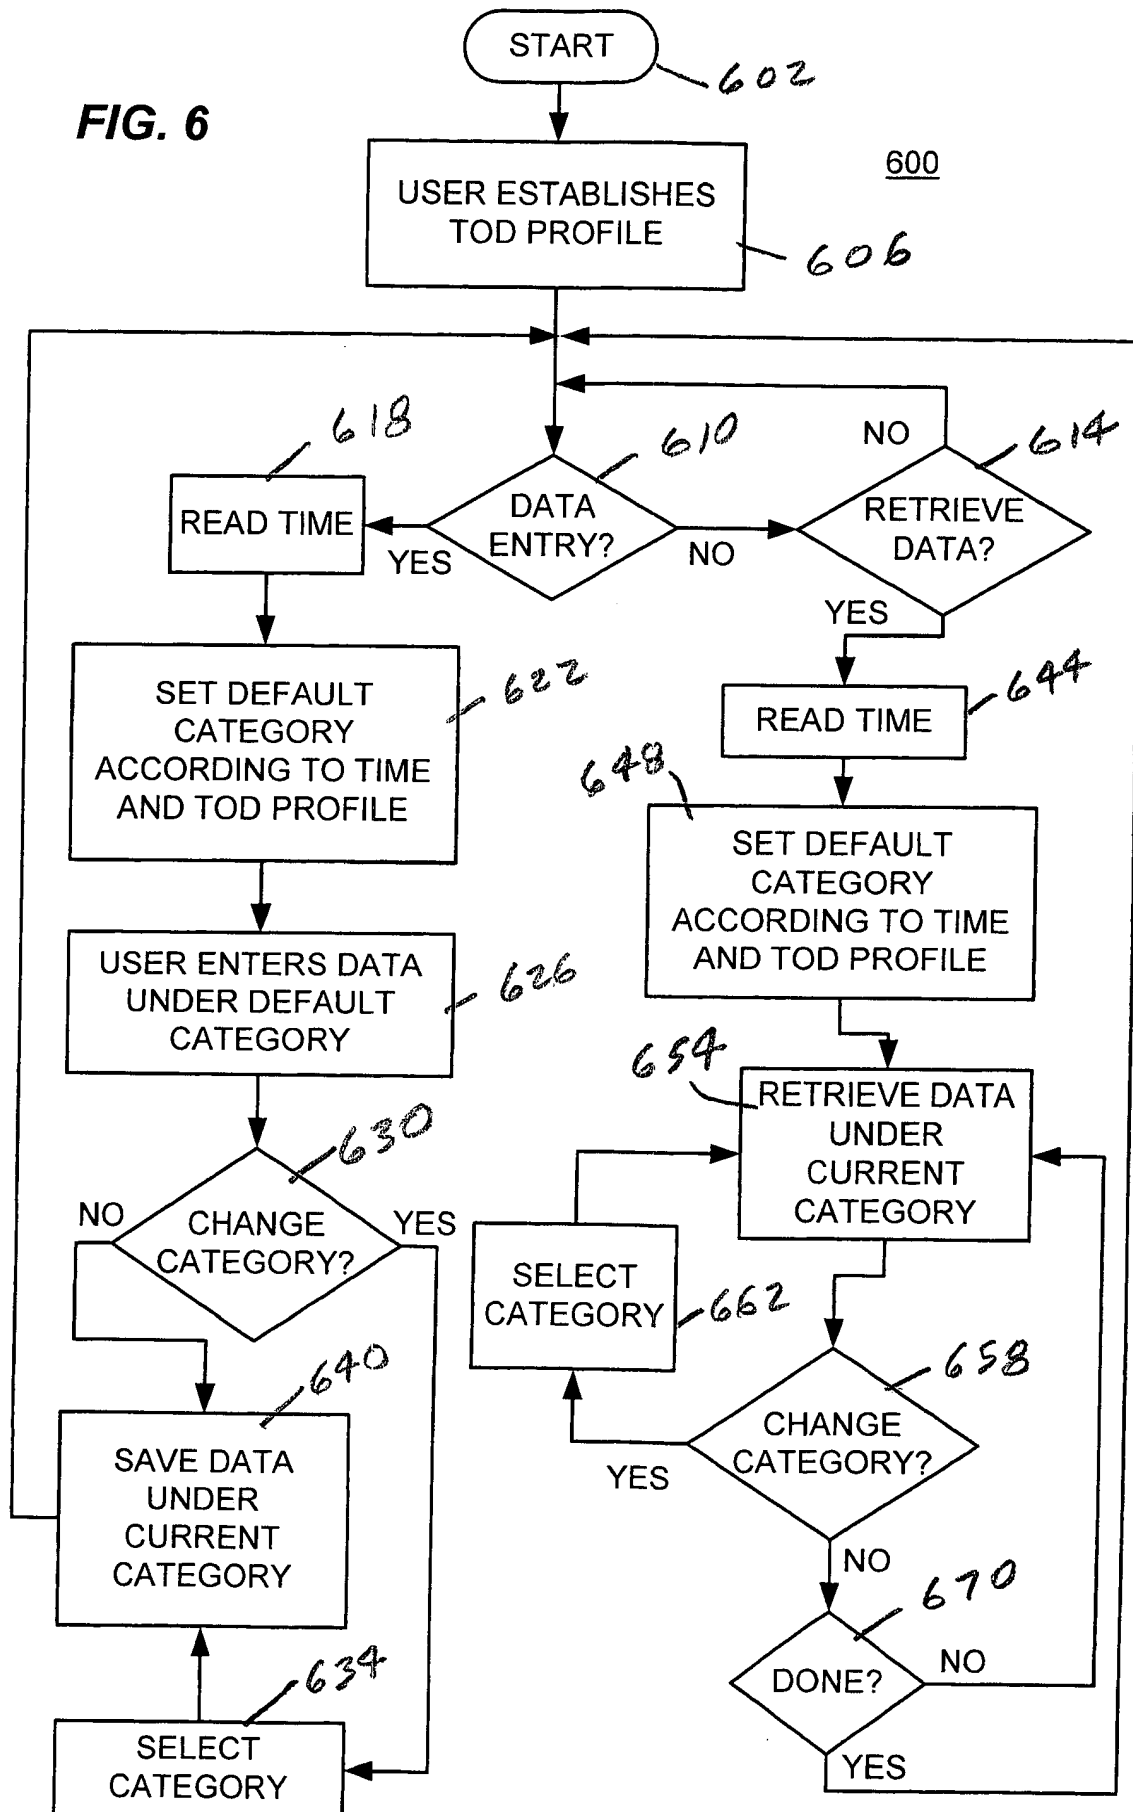 START
602
FIG. 6
600
USER ESTABLISHES
TOD PROFILE
606
618
610
614
NO
READ TIME
YES
DATA
ENTRY?
NO
RETRIEVE
DATA?
YES
622
SET DEFAULT
CATEGORY
ACCORDING TO TIME
AND TOD PROFILE
644
READ TIME
648
SET DEFAULT
CATEGORY
ACCORDING TO TIME
AND TOD PROFILE
626
USER ENTERS DATA
UNDER DEFAULT
CATEGORY
654
RETRIEVE DATA
UNDER
CURRENT
CATEGORY
630
NO
CHANGE
CATEGORY?
YES
SELECT
CATEGORY
662
658
CHANGE
CATEGORY?
YES
NO
640
SAVE DATA
UNDER
CURRENT
CATEGORY
670
DONE?
NO
YES
634
SELECT
CATEGORY